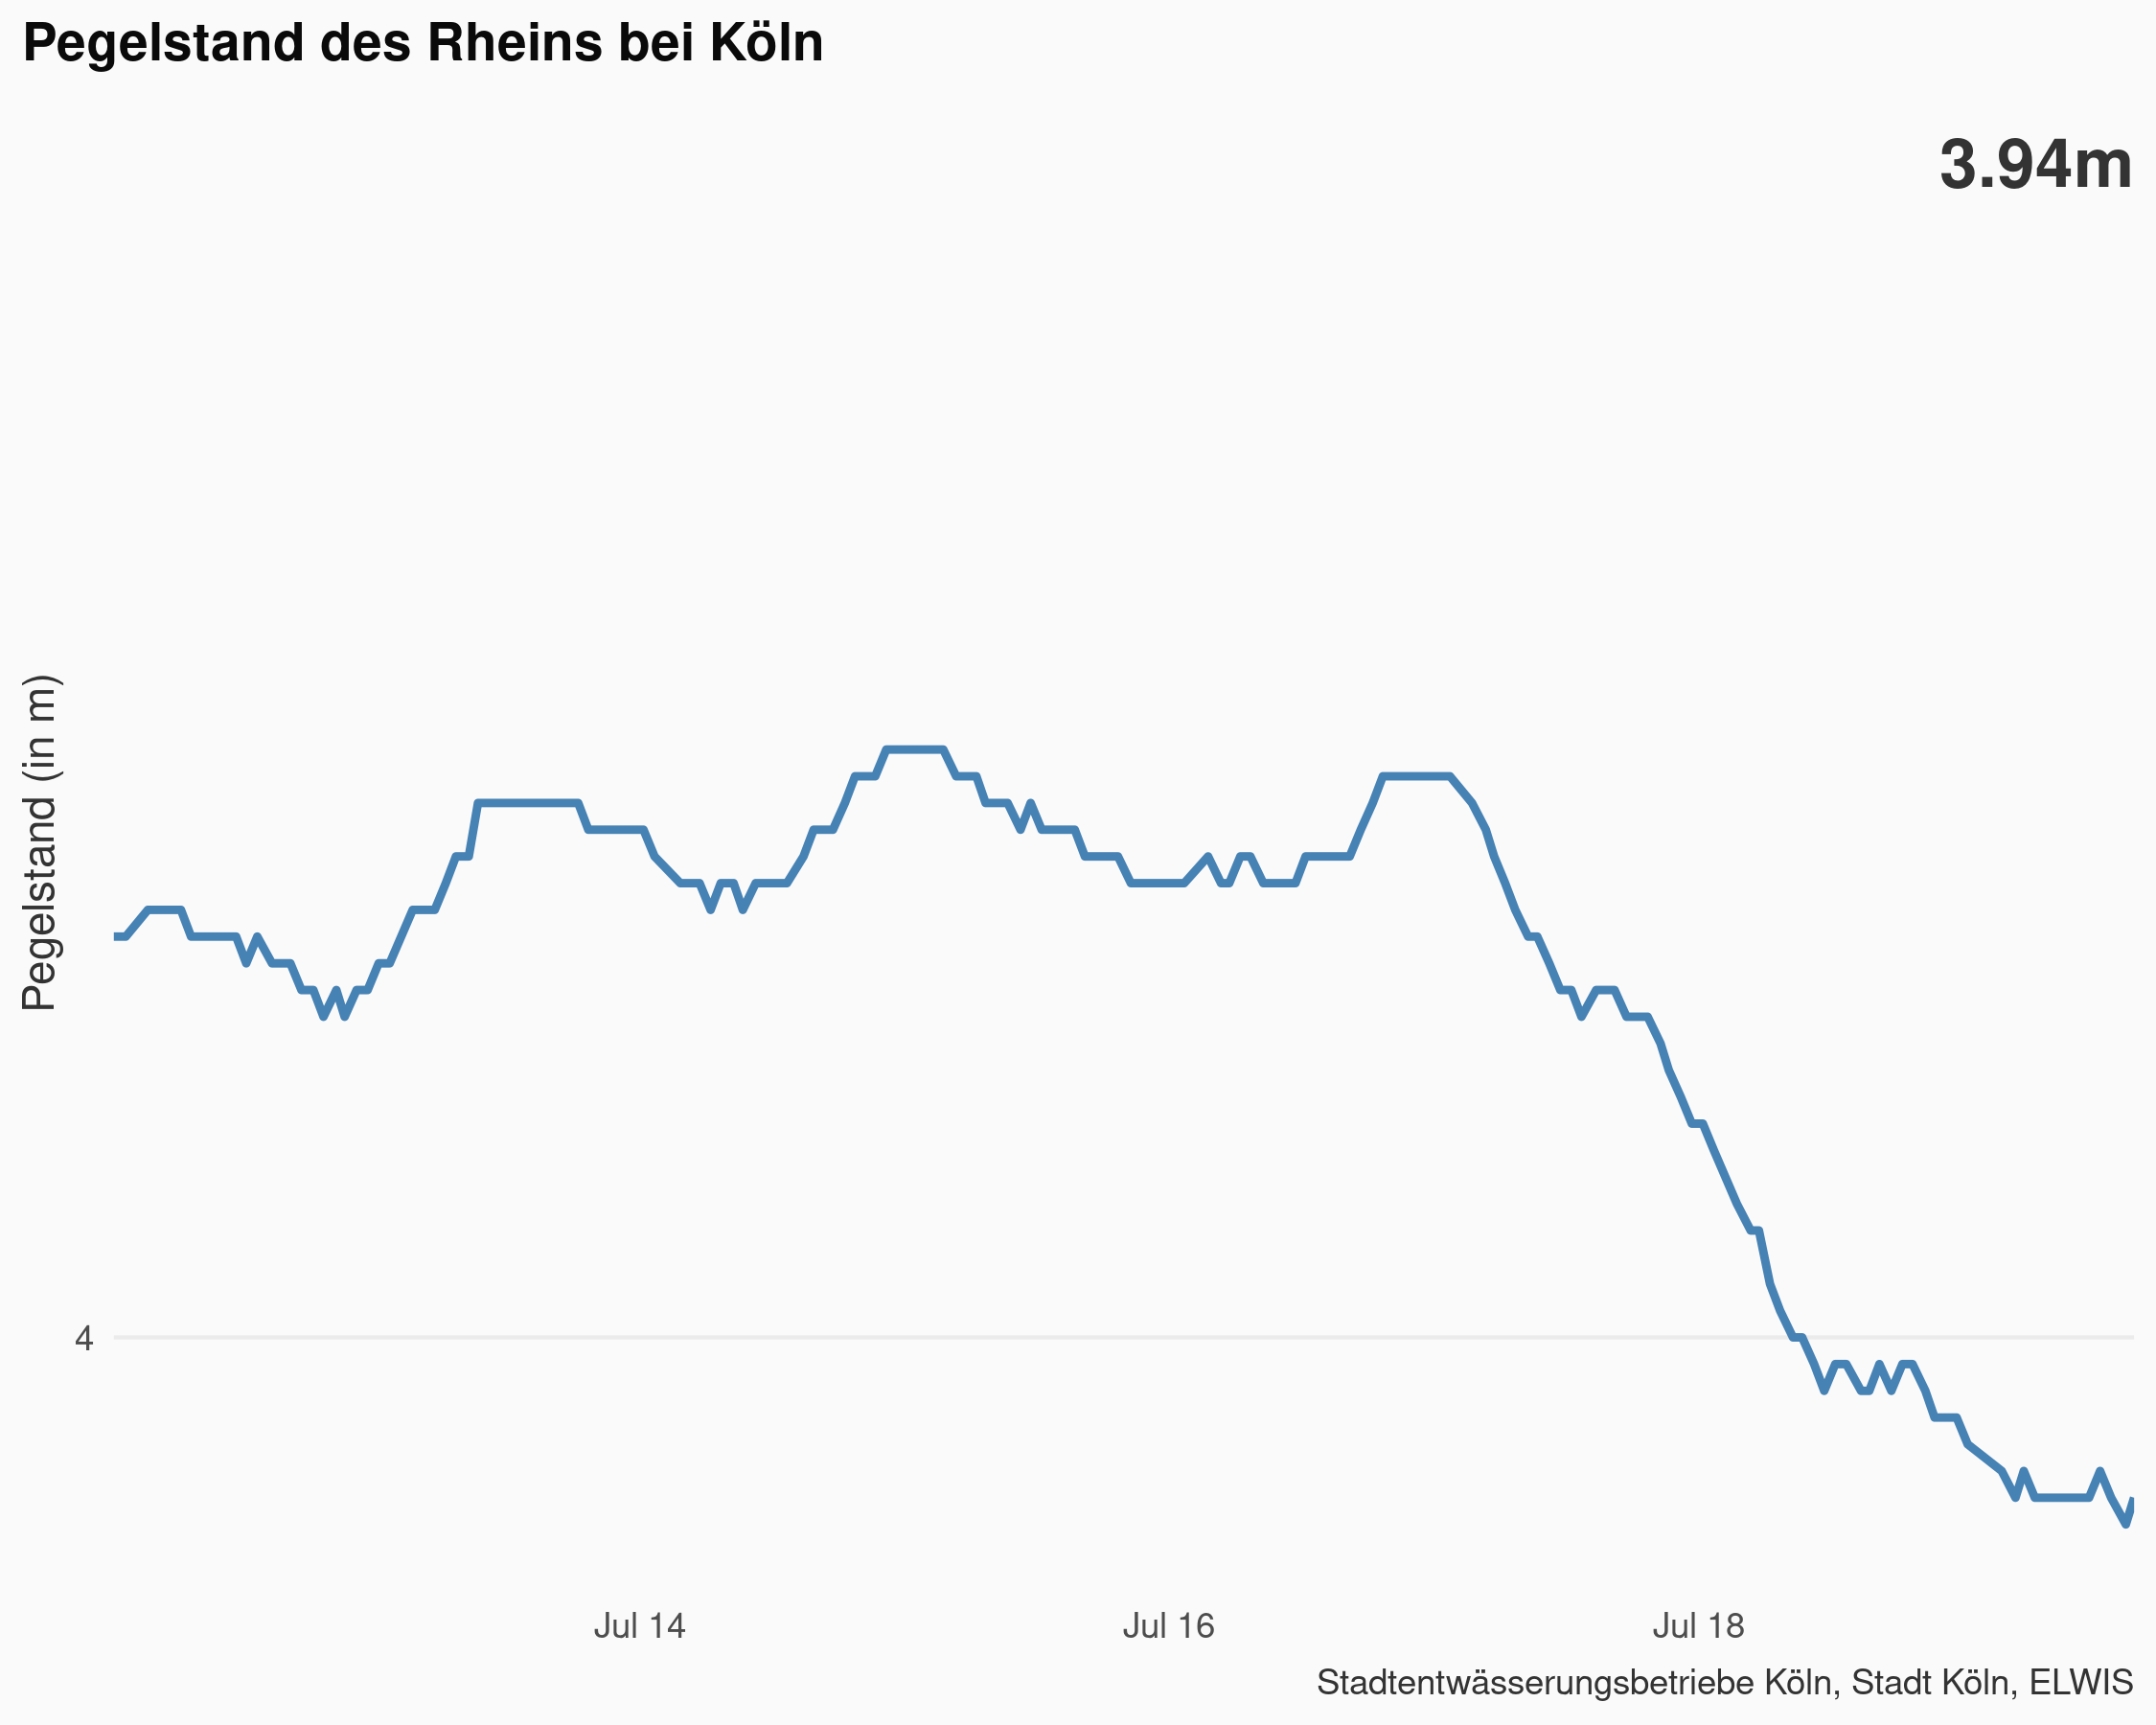 Pegelstand des Rheins bei Köln
3.94m
Pegelstand (in m)
4
Jul 14
Jul 16
Jul 18
Stadtentwässerungsbetriebe Köln, Stadt Köln, ELWIS